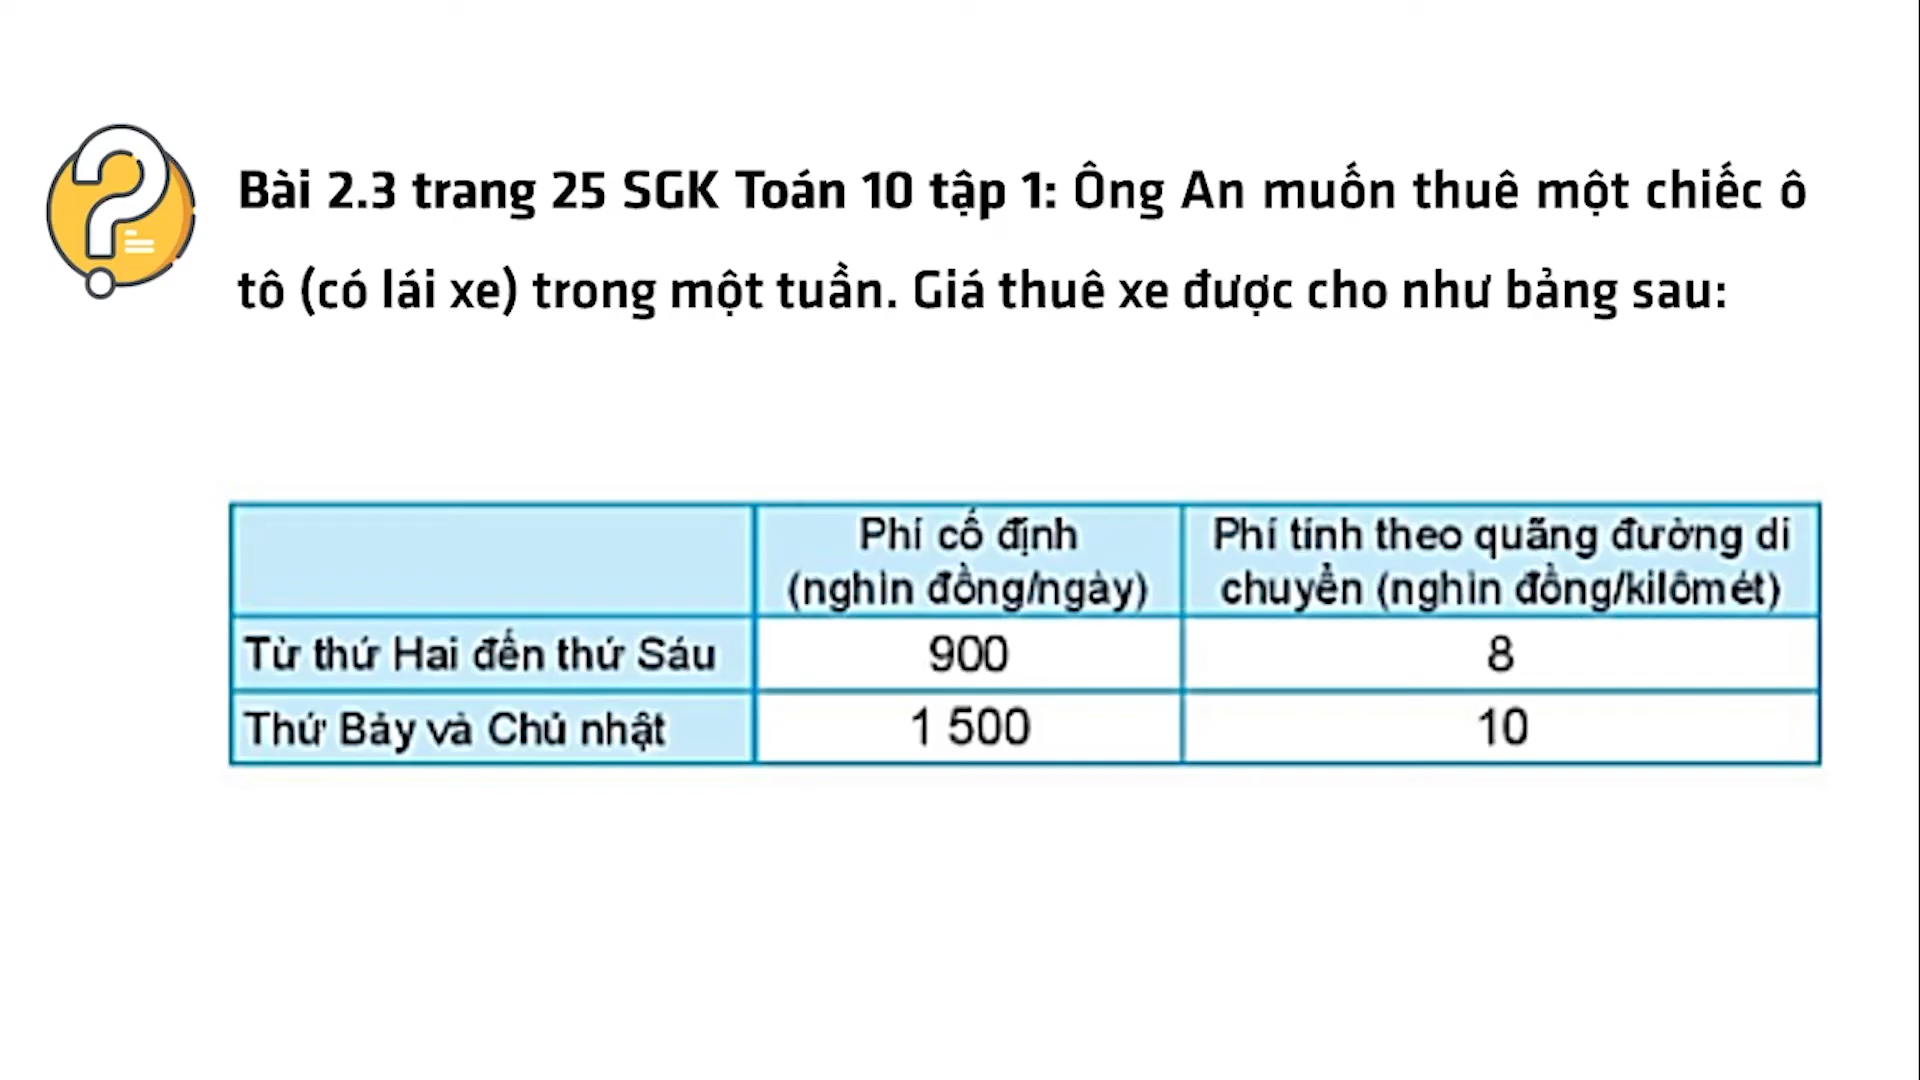 Bài 2.3 trang 25 SGK Toán 10 tập 1: Ông An muốn thuê một chiếc ô
tô (có lái xe) trong một tuần. Giá thuê xe được cho như bảng sau:
Phí cố định
(nghìn đồng/ngày)
Phí tính theo quãng đường di
chuyển (nghìn đồng/kilômét)
Từ thứ Hai đến thứ Sáu
900
8
Thứ Bảy và Chủ nhật
1 500
10